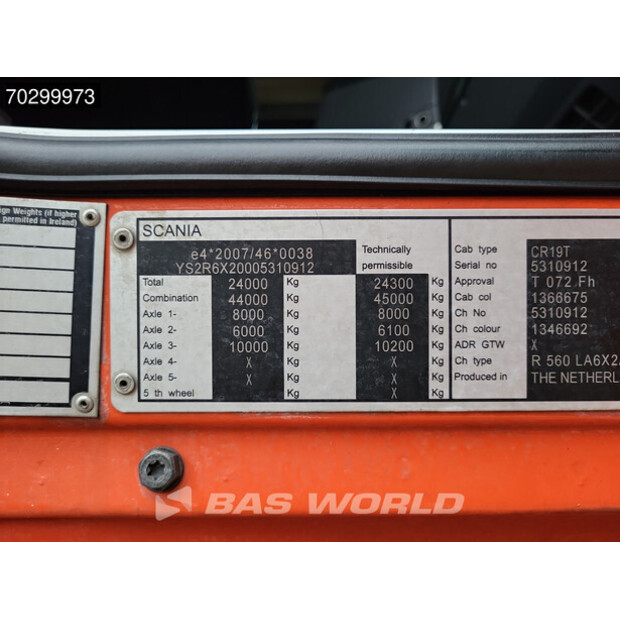 70299973
ign Weights (if higher
permitted in Ireland)
SCANIA
e4*2007/46*0038
YS2R6X20005310912
Technically
permissible
Total 24000 Kg 24300 Kg
Combination 44000 Kg 45000 Kg
Axle 1- 8000 Kg 8000 Kg
Axle 2- 6000 Kg 6100 Kg
Axle 3- 10000 Kg 10200 Kg
Axle 4- X Kg X Kg
Axle 5- X Kg X Kg
5 th wheel X Kg X Kg
Cab type CR19T
Serial no 5310912
Approval T 072 Fh
Cab col 1366675
Ch No 5310912
Ch colour 1346692
ADR GTW X
Ch type R 560 LA6X2
Produced in THE NETHERL
BAS WORLD